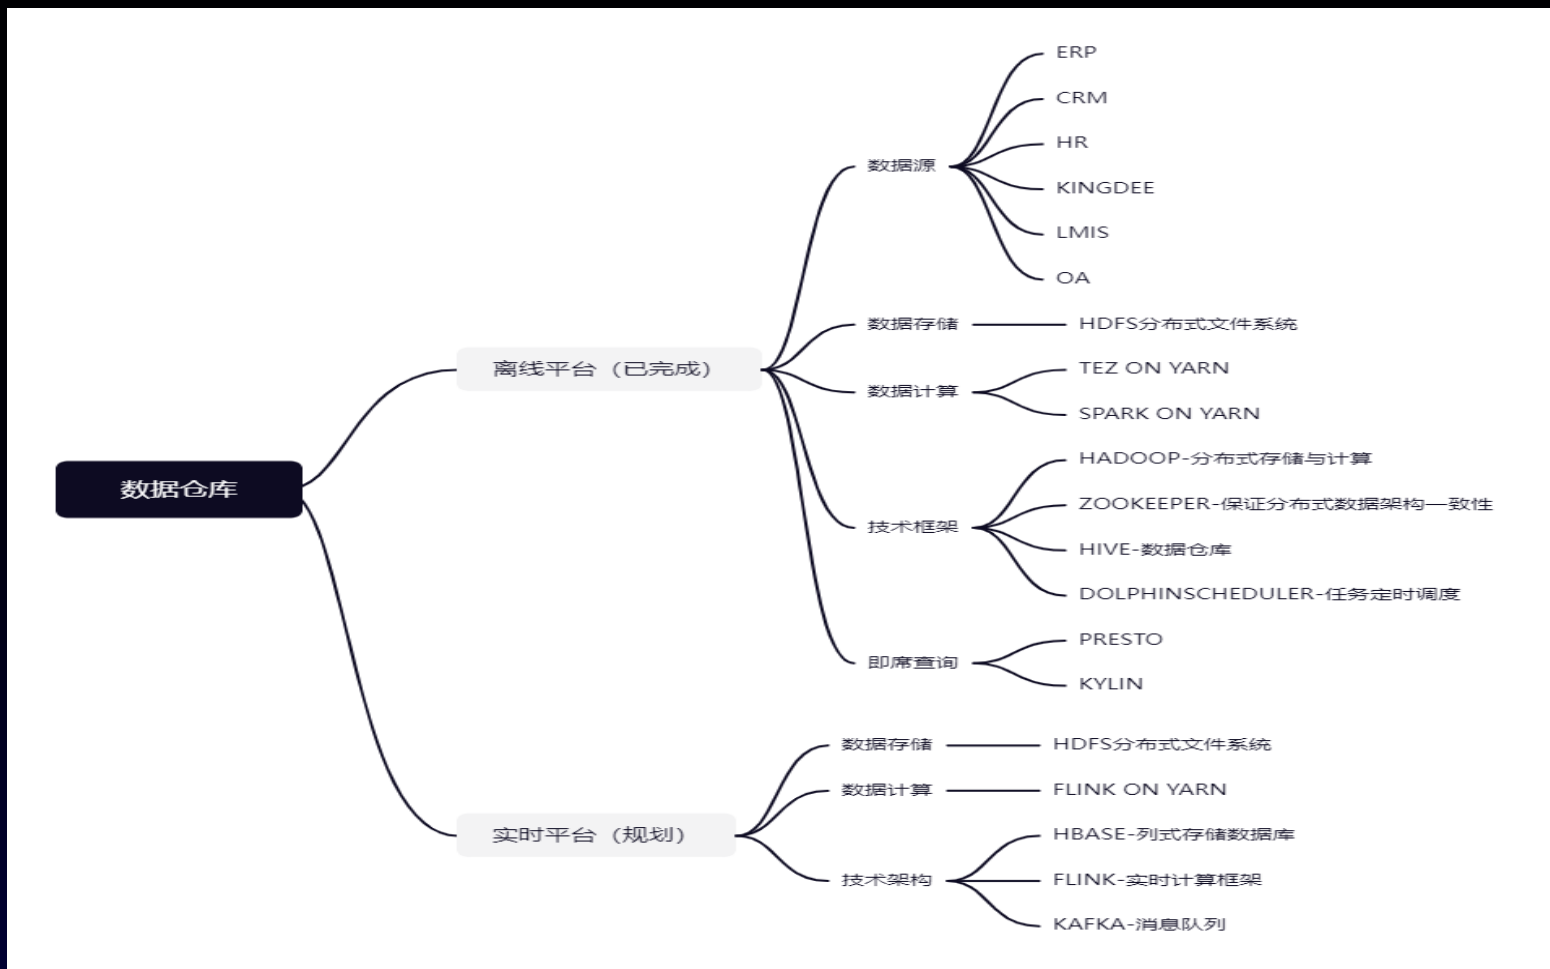 数据仓库
离线平台（已完成）
数据源
ERP
CRM
HR
KINGDEE
LMIS
OA
数据存储
HDFS分布式文件系统
数据计算
TEZ ON YARN
SPARK ON YARN
技术框架
HADOOP-分布式存储与计算
ZOOKEEPER-保证分布式数据架构一致性
HIVE-数据仓库
DOLPHINSCHEDULER-任务定时调度
即席查询
PRESTO
KYLIN
实时平台（规划）
数据存储
HDFS分布式文件系统
数据计算
FLINK ON YARN
技术架构
HBASE-列式存储数据库
FLINK-实时计算框架
KAFKA-消息队列